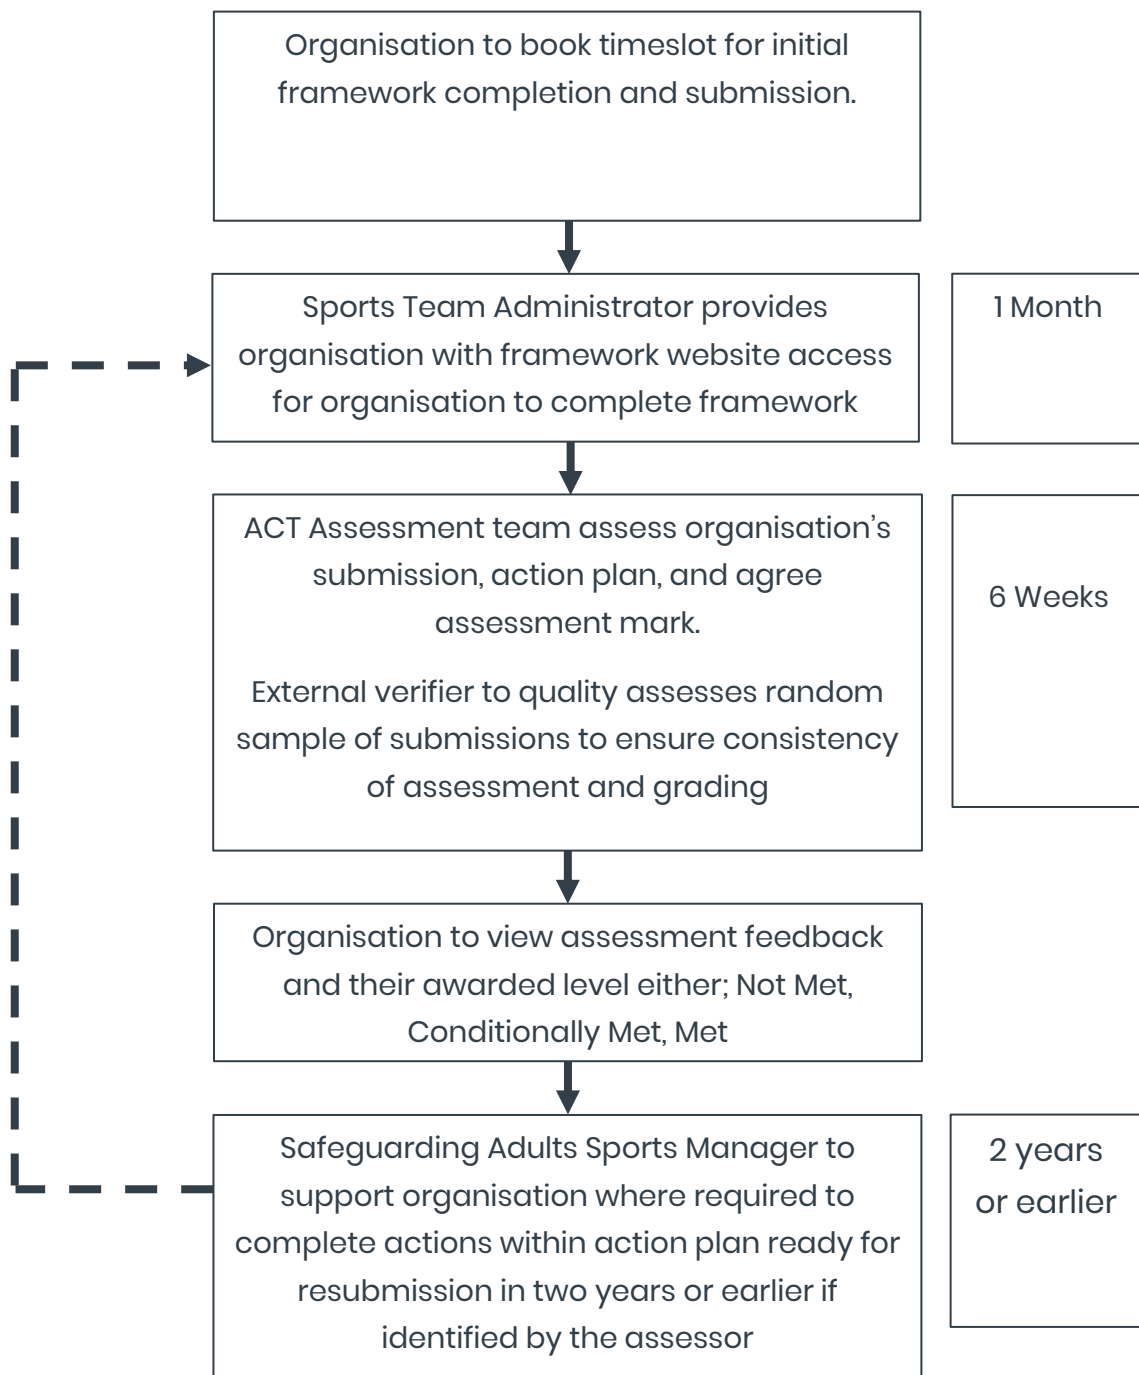 Organisation to book timeslot for initial
framework completion and submission.
Sports Team Administrator provides
organisation with framework website access
for organisation to complete framework
1 Month
ACT Assessment team assess organisation's
submission, action plan, and agree
assessment mark.
External verifier to quality assesses random
sample of submissions to ensure consistency
of assessment and grading
6 Weeks
Organisation to view assessment feedback
and their awarded level either; Not Met,
Conditionally Met, Met
Safeguarding Adults Sports Manager to
support organisation where required to
complete actions within action plan ready for
resubmission in two years or earlier if
identified by the assessor
2 years
or earlier